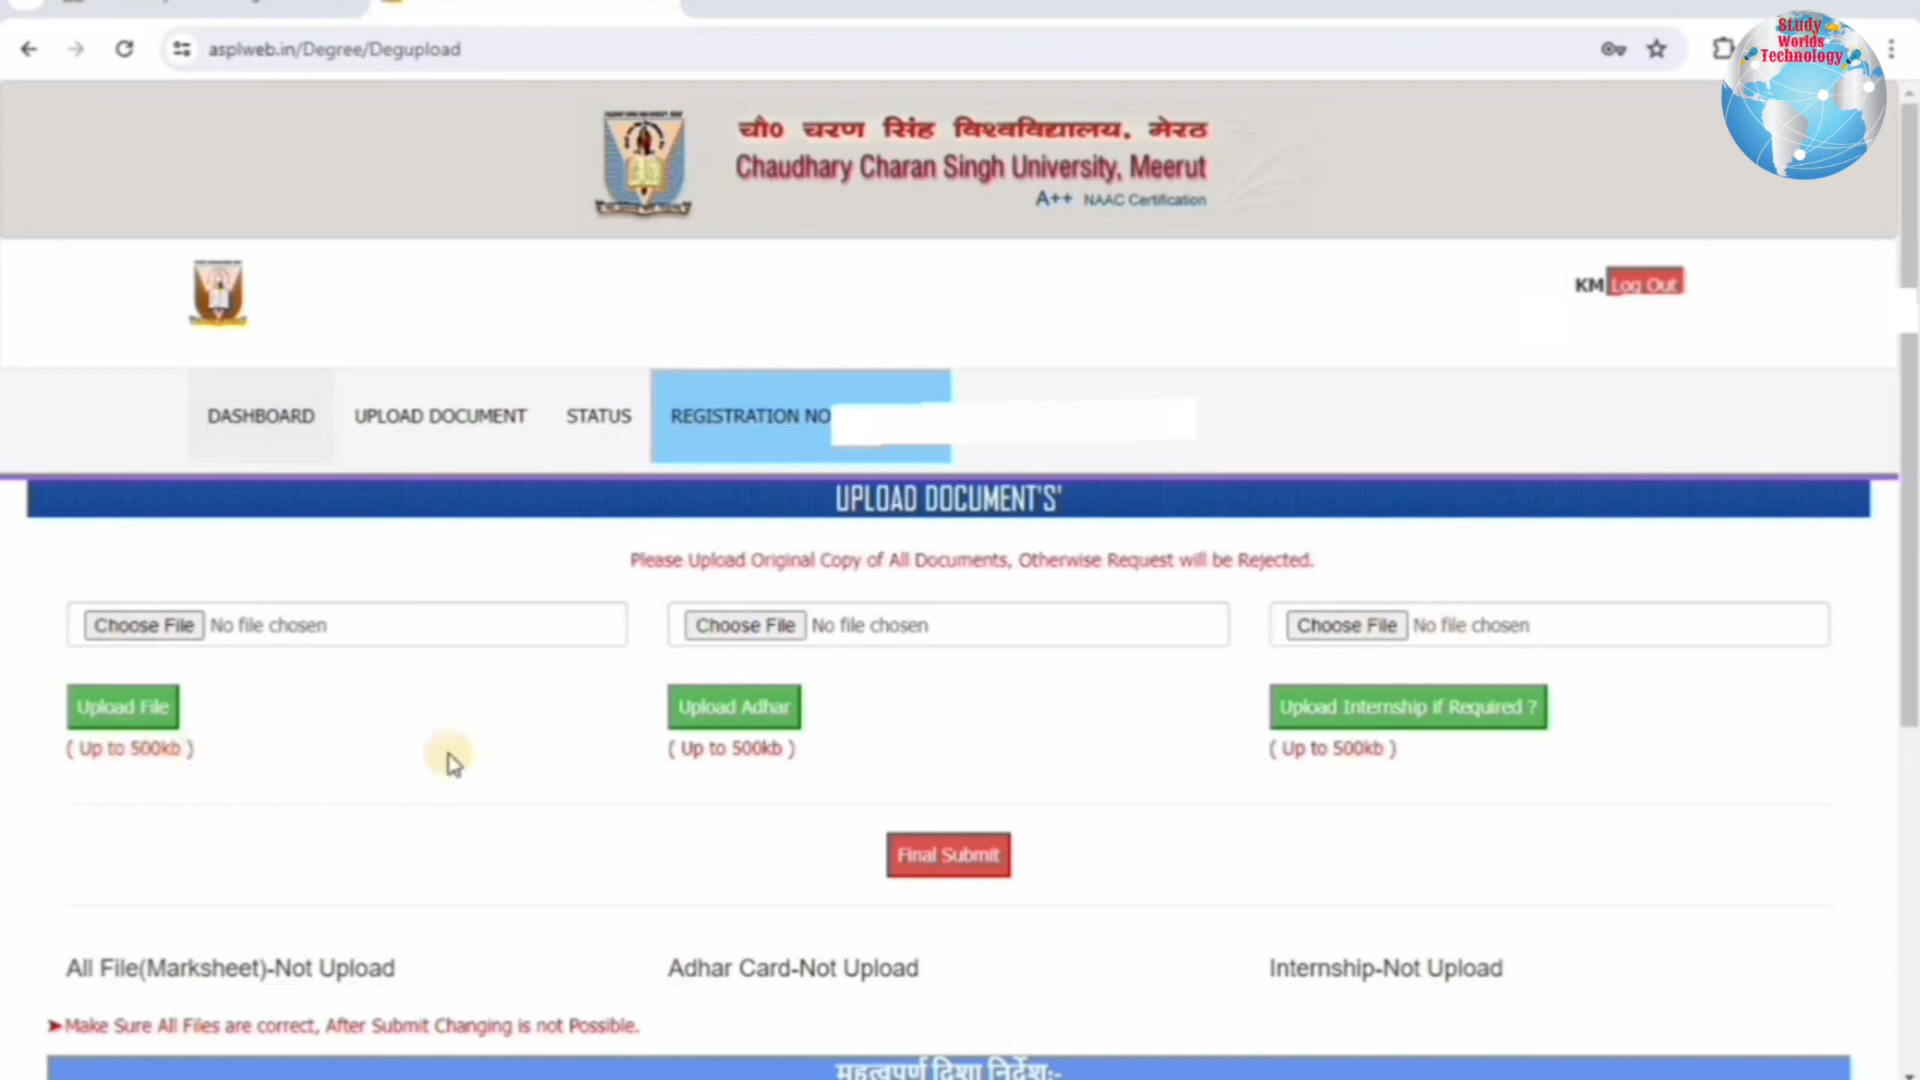 asplweb.in/Degree/Degupload
Study
Worlds
Technology
चौ० चरण सिंह विश्वविद्यालय, मेरठ
Chaudhary Charan Singh University, Meerut
A++ NAAC Certification
KM Log Out
DASHBOARD UPLOAD DOCUMENT STATUS REGISTRATION NO
UPLOAD DOCUMENT'S'
Please Upload Original Copy of All Documents, Otherwise Request will be Rejected.
Choose File No file chosen Choose File No file chosen Choose File No file chosen
Upload File Upload Adhar Upload Internship if Required ?
( Up to 500kb ) ( Up to 500kb ) ( Up to 500kb )
Final Submit
All File(Marksheet)-Not Upload Adhar Card-Not Upload Internship-Not Upload
➤Make Sure All Files are correct, After Submit Changing is not Possible.
महत्वपूर्ण दिशा निर्देश:-